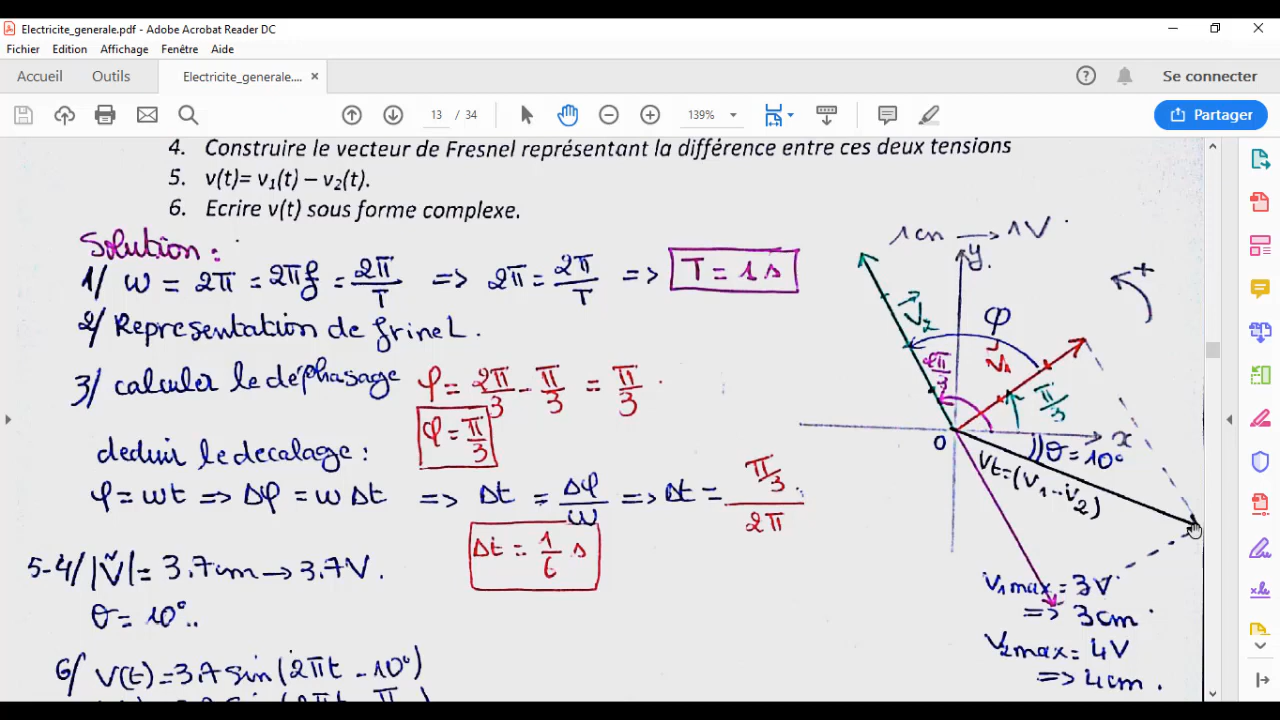 Electricite_generale.pdf - Adobe Acrobat Reader DC
Fichier Edition Affichage Fenêtre Aide
Accueil Outils Electricite_generale.... × Se connecter
13 / 34 139% Partager
4. Construire le vecteur de Fresnel représentant la différence entre ces deux tensions
5. v(t)= v₁(t) – v₂(t).
6. Ecrire v(t) sous forme complexe.
Solution :
1/ ω = 2π = 2πf = 2π/T => 2π = 2π/T => T = 1 s
2/ Representation de frinel.
3/ calculer le déphasage φ = 2π/3 - π/3 = π/3
φ = π/3
deduir le decalage :
φ = ωt => Δφ = ω Δt => Δt = Δφ/ω => Δt = π/3 / 2π
Δt = 1/6 s
5-4/ |Ṽ| = 3.7cm → 3.7V.
θ = 10°..
6/ V(t) = 3.7 sin(2πt - 10°)
1cm → 1V
y
+
V₂
φ
V₁
2π/3
π/3
O
x
θ = 10°
Vt=(V₁-V₂)
V₁max = 3V
=> 3cm
V₂max = 4V
=> 4cm.